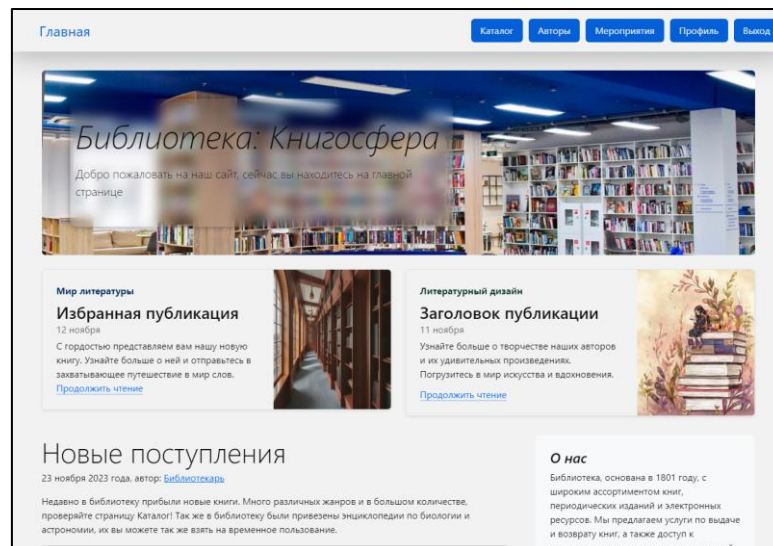 Главная
Каталог
Авторы
Мероприятия
Профиль
Выход
Библиотека: Книгосфера
Добро пожаловать на наш сайт, сейчас вы находитесь на главной
странице
Мир литературы
Избранная публикация
12 ноября
С гордостью представляем вам нашу новую
книгу. Узнайте больше о ней и отправьтесь в
захватывающее путешествие в мир слов.
Продолжить чтение
Литературный дизайн
Заголовок публикации
11 ноября
Узнайте больше о творчестве наших авторов
и их удивительных произведениях.
Погрузитесь в мир искусства и вдохновения.
Продолжить чтение
Новые поступления
23 ноября 2023 года, автор: Библиотекарь
Недавно в библиотеку прибыли новые книги. Много различных жанров и в большом количестве,
проверяйте страницу Каталог! Так же в библиотеку были привезены энциклопедии по биологии и
астрономии, их вы можете так же взять на временное пользование.
О нас
Библиотека, основана в 1801 году, с
широким ассортиментом книг,
периодических изданий и электронных
ресурсов. Мы предлагаем услуги по выдаче
и возврату книг, а также доступ к